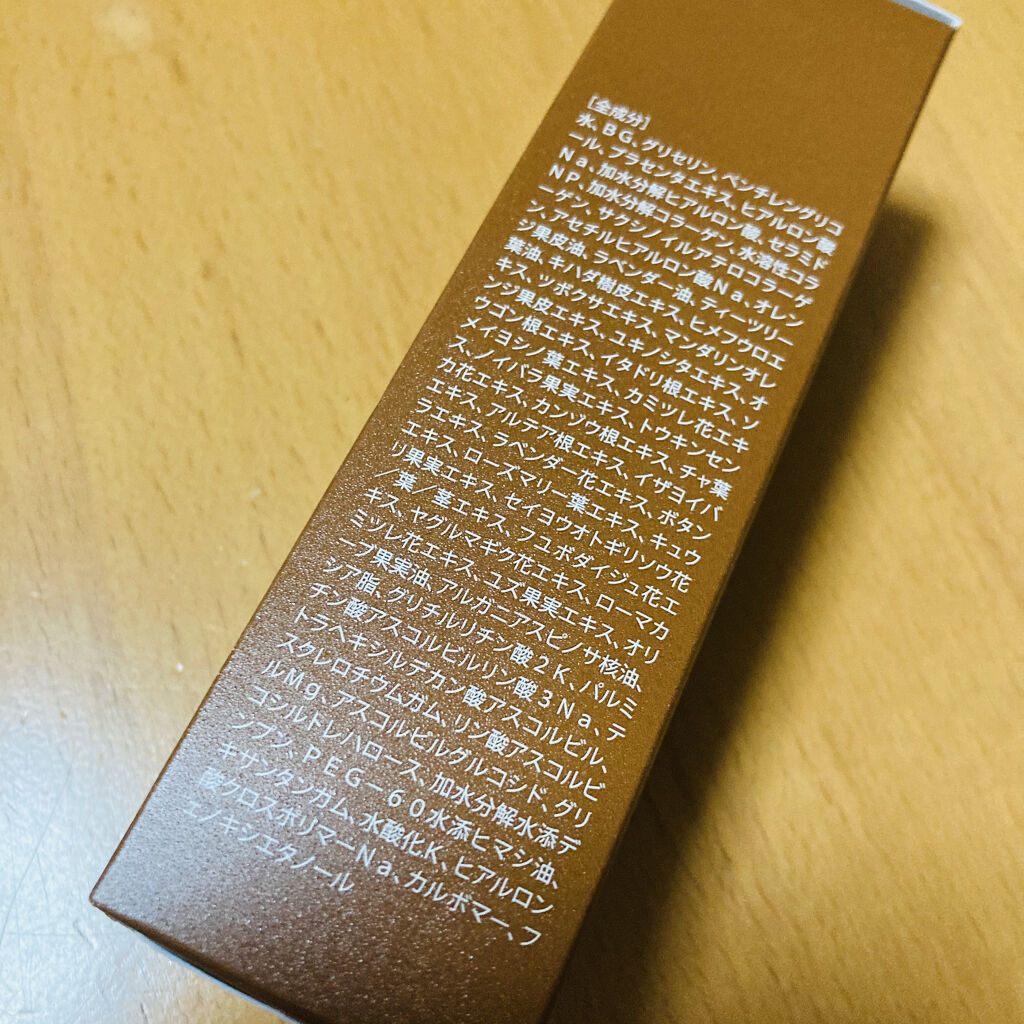 [全成分]
水、BG、グリセリン、ペンチレングリコ
ール、プラセンタエキス、ヒアルロン酸
Na、加水分解ヒアルロン酸、セラミド
NP、加水分解コラーゲン、水溶性コラ
ーゲン、サクシノイルアテロコラーゲ
ン、アセチルヒアルロン酸Na、オレン
ジ果皮油、ラベンダー油、ティーツリー
葉油、キハダ樹皮エキス、ヒメフウロエ
キス、ツボクサエキス、マンダリンオレ
ンジ果皮エキス、ユキノシタエキス、オ
ウゴン根エキス、イタドリ根エキス、ソ
メイヨシノ葉エキス、カミツレ花エキ
ス、ノイバラ果実エキス、トウキンセン
カ花エキス、カンゾウ根エキス、チャ葉
エキス、アルテア根エキス、イザヨイバ
ラエキス、ラベンダー花エキス、ボタン
エキス、ローズマリー葉エキス、キュウ
リ果実エキス、セイヨウオトギリソウ花
/葉/茎エキス、フユボダイジュ花エ
キス、ヤグルマギク花エキス、ローマカ
ミツレ花エキス、ユズ果実エキス、オリ
ーブ果実油、アルガニアスピノサ核油、
シア脂、グリチルリチン酸2K、パルミ
チン酸アスコルビルリン酸3Na、テ
トラヘキシルデカン酸アスコルビル、
スクレロチウムガム、リン酸アスコルビ
ルMg、アスコルビルグルコシド、グリ
コシルトレハロース、加水分解水添デ
ンプン、PEG-60水添ヒマシ油、
キサンタンガム、水酸化K、ヒアルロン
酸クロスポリマーNa、カルボマー、フ
ェノキシエタノール